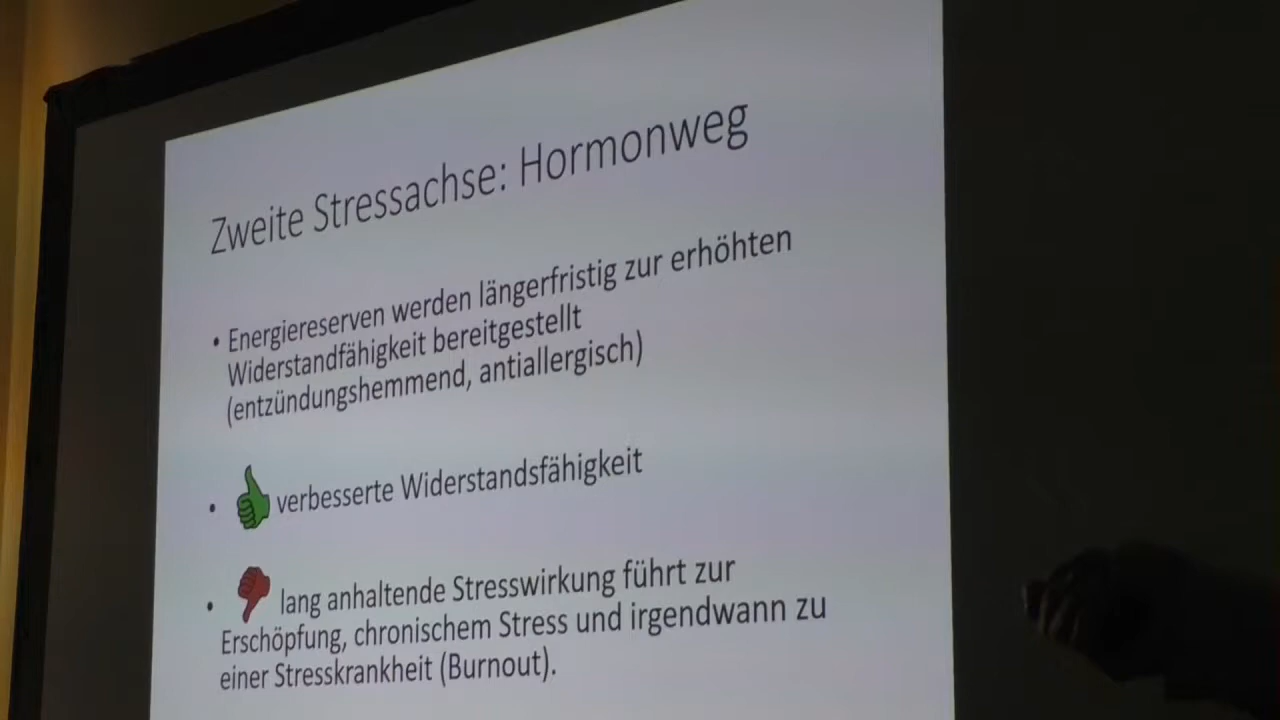 Zweite Stressachse: Hormonweg
• Energiereserven werden längerfristig zur erhöhten
Widerstandfähigkeit bereitgestellt
(entzündungshemmend, antiallergisch)
• verbesserte Widerstandsfähigkeit
• lang anhaltende Stresswirkung führt zur
Erschöpfung, chronischem Stress und irgendwann zu
einer Stresskrankheit (Burnout).